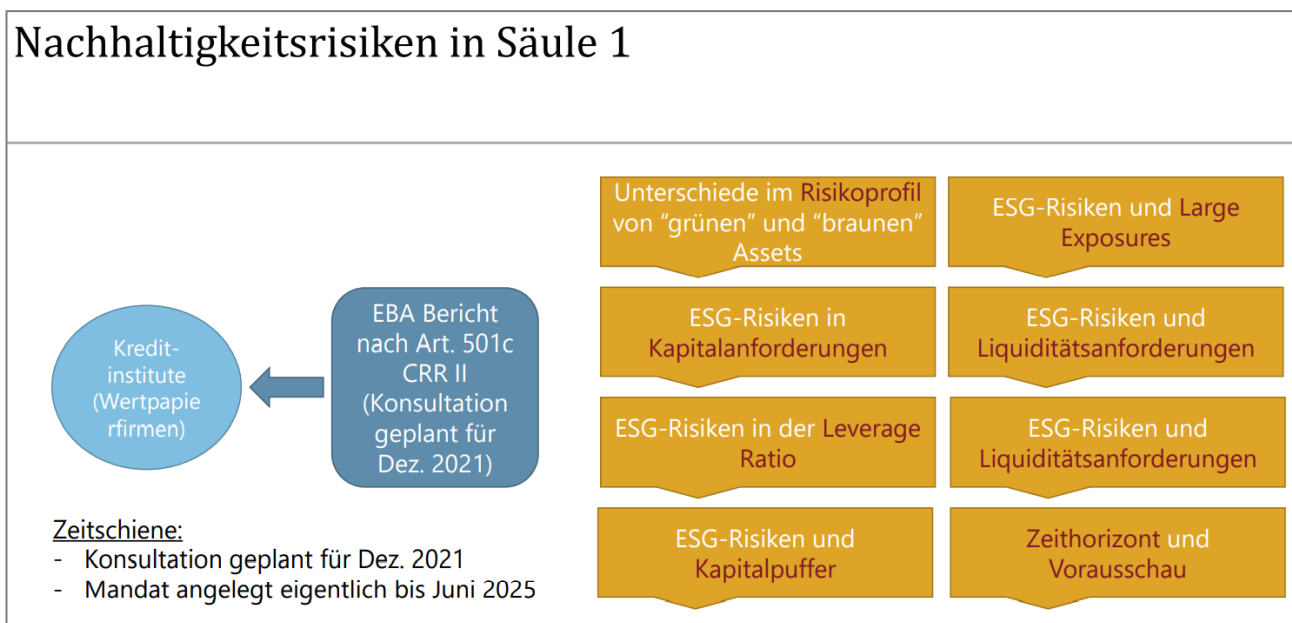 Nachhaltigkeitsrisiken in Säule 1
Kredit-
institute
(Wertpapie
rfirmen)
EBA Bericht
nach Art. 501c
CRR II
(Konsultation
geplant für
Dez. 2021)
Zeitschiene:
- Konsultation geplant für Dez. 2021
- Mandat angelegt eigentlich bis Juni 2025
Unterschiede im Risikoprofil
von “grünen” und “braunen”
Assets
ESG-Risiken und Large
Exposures
ESG-Risiken in
Kapitalanforderungen
ESG-Risiken und
Liquiditätsanforderungen
ESG-Risiken in der Leverage
Ratio
ESG-Risiken und
Liquiditätsanforderungen
ESG-Risiken und
Kapitalpuffer
Zeithorizont und
Vorausschau